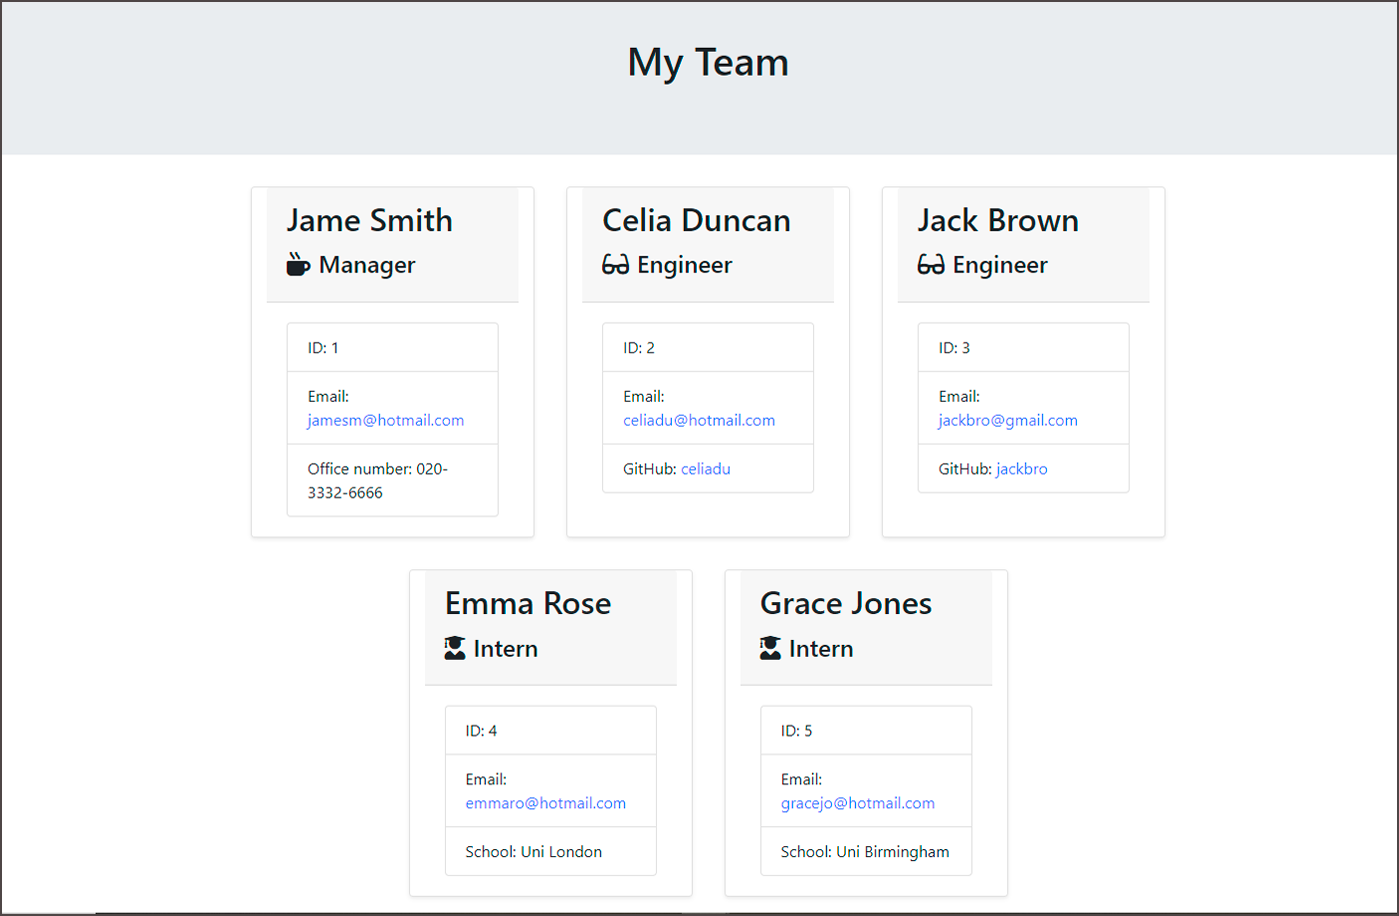 My Team
Jame Smith
Manager
ID: 1
Email:
jamesm@hotmail.com
Office number: 020-
3332-6666
Celia Duncan
Engineer
ID: 2
Email:
celiadu@hotmail.com
GitHub: celiadu
Jack Brown
Engineer
ID: 3
Email:
jackbro@gmail.com
GitHub: jackbro
Emma Rose
Intern
ID: 4
Email:
emmaro@hotmail.com
School: Uni London
Grace Jones
Intern
ID: 5
Email:
gracejo@hotmail.com
School: Uni Birmingham